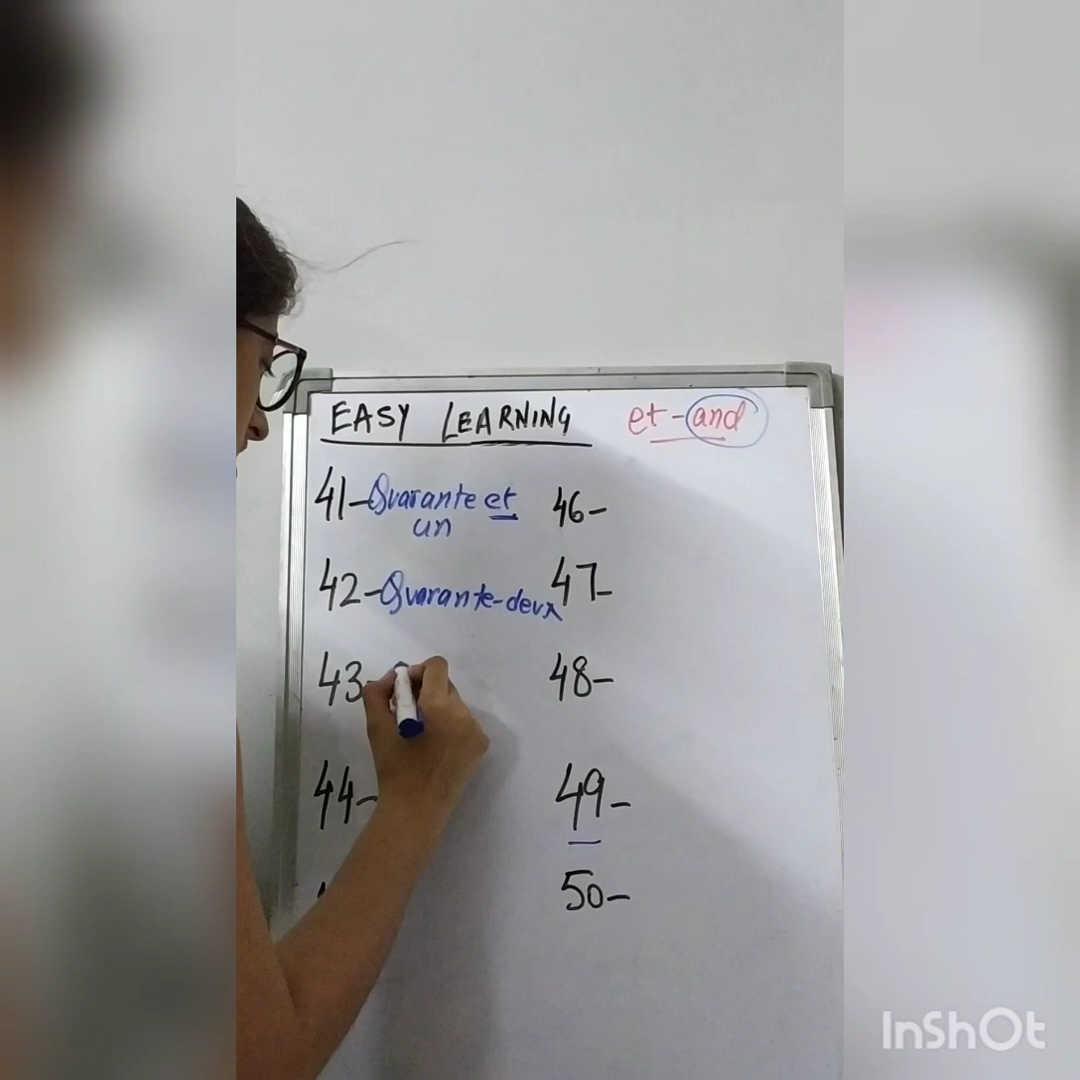 EASY LEARNING et - and
41- Quarante et
un
42- Quarante-deux
43-
44-
46-
47-
48-
49-
50-
InShOt